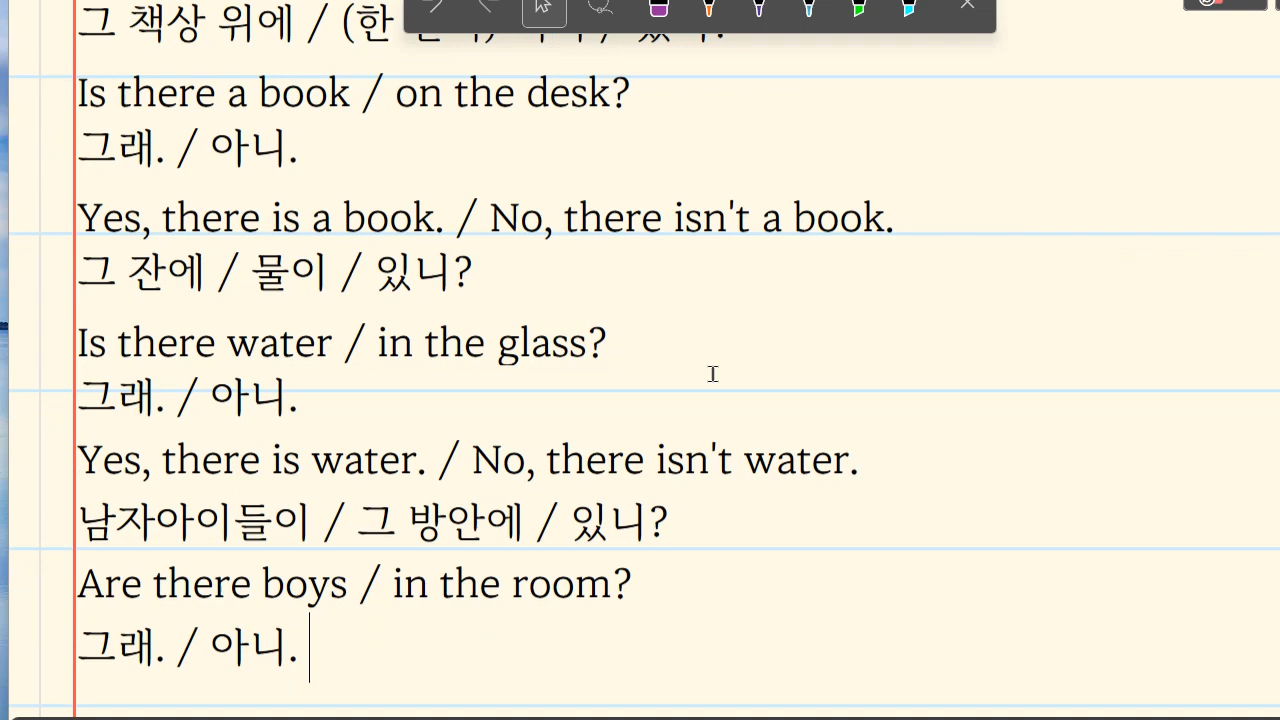 그 책상 위에 / (한
Is there a book / on the desk?
그래. / 아니.
Yes, there is a book. / No, there isn't a book.
그 잔에 / 물이 / 있니?
Is there water / in the glass?
그래. / 아니.
Yes, there is water. / No, there isn't water.
남자아이들이 / 그 방안에 / 있니?
Are there boys / in the room?
그래. / 아니.